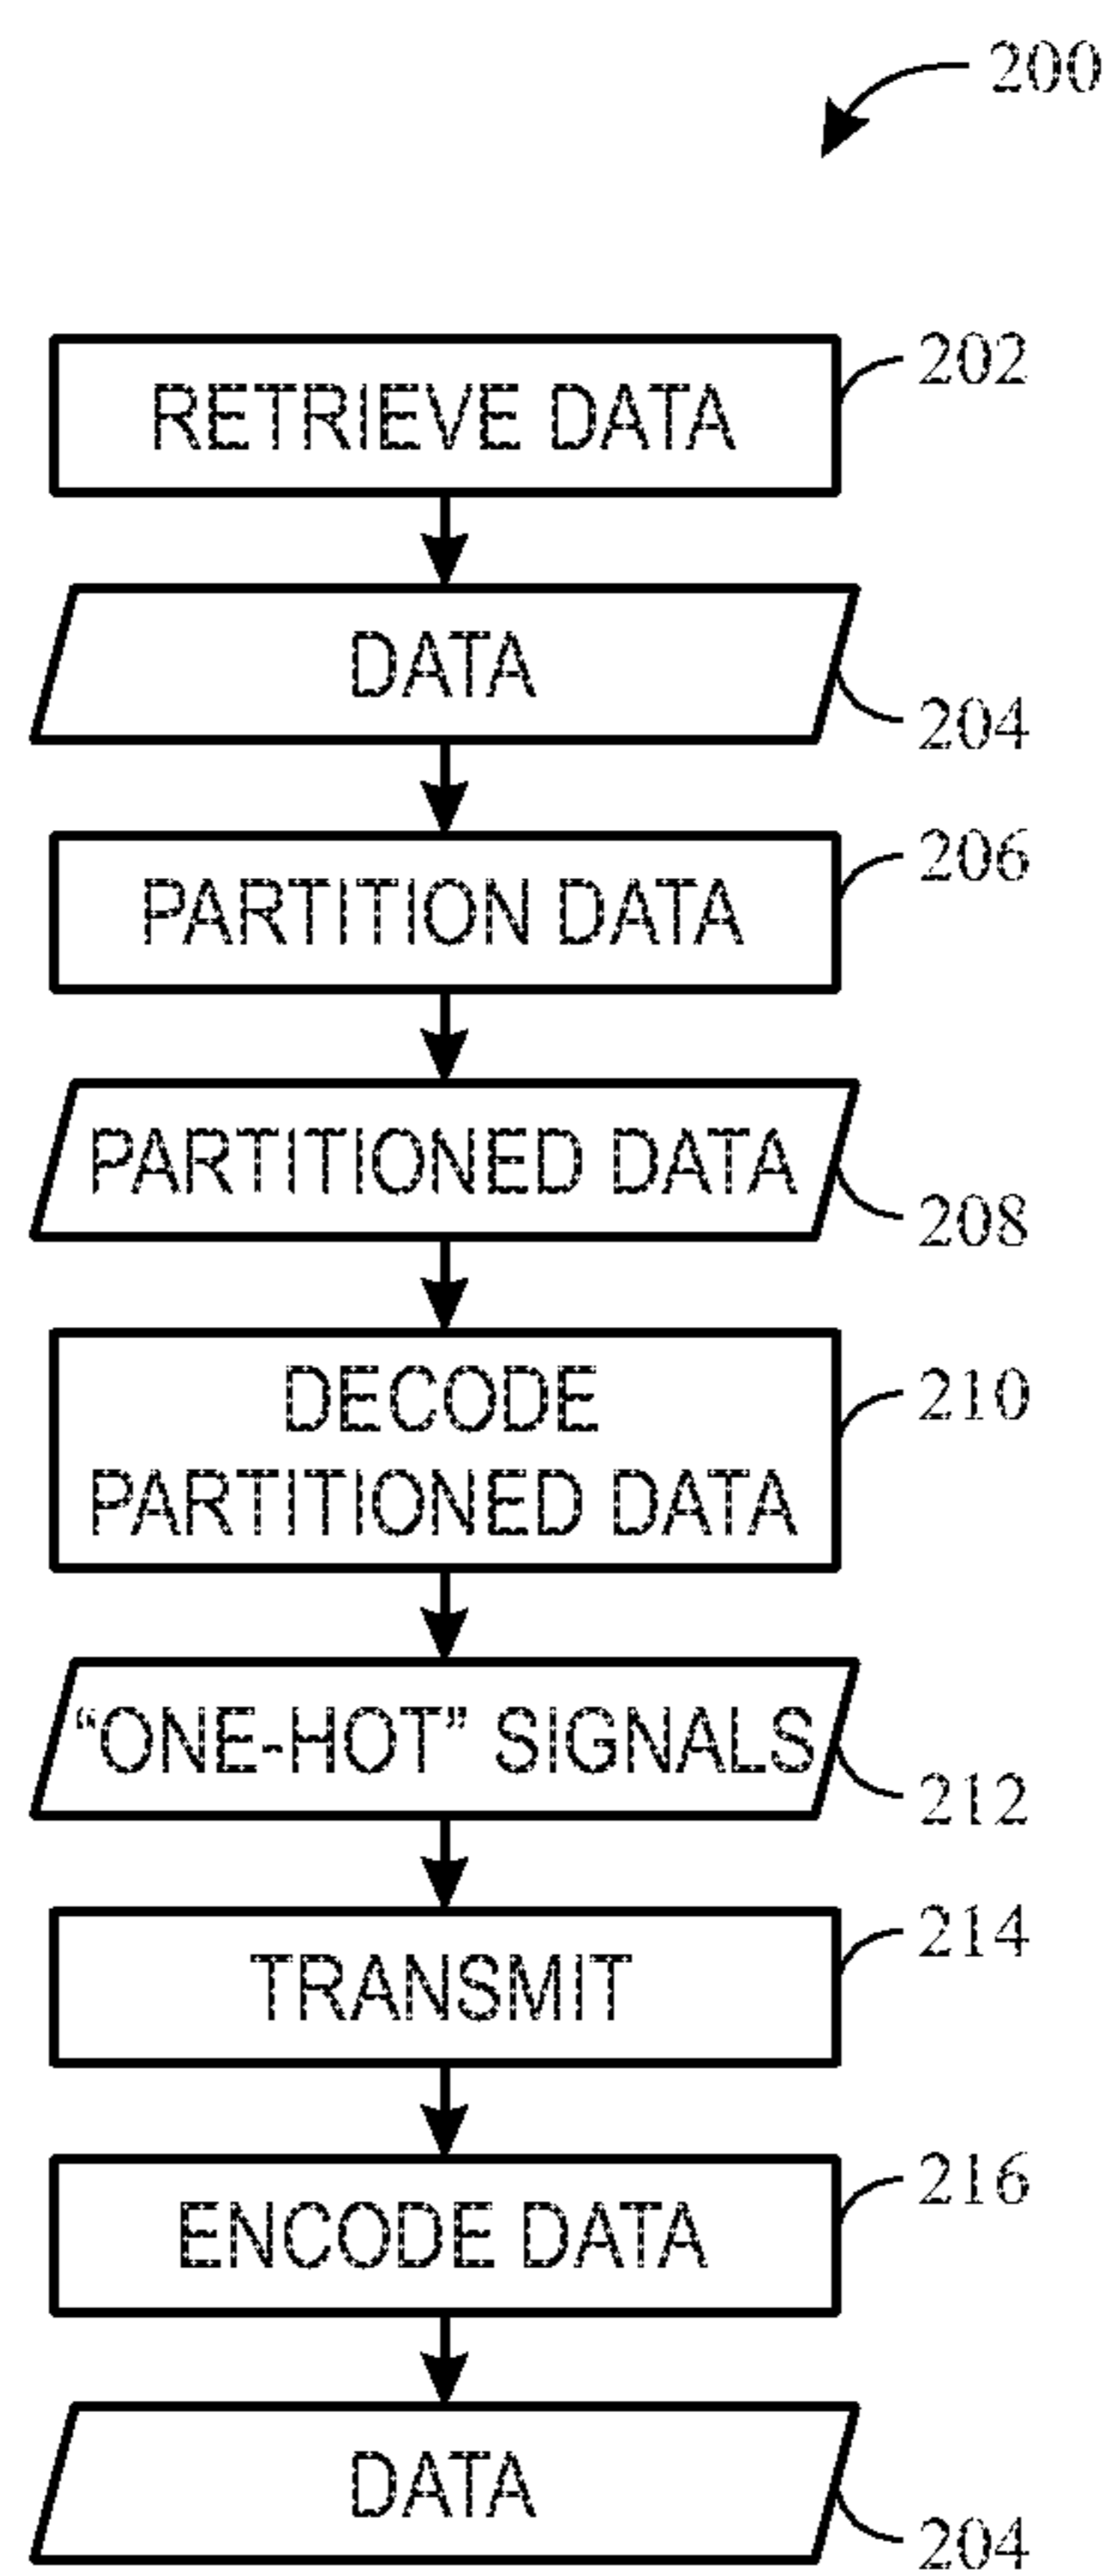 200
RETRIEVE DATA
202
DATA
204
PARTITION DATA
206
PARTITIONED DATA
208
DECODE
PARTITIONED DATA
210
“ONE-HOT” SIGNALS
212
TRANSMIT
214
ENCODE DATA
216
DATA
204